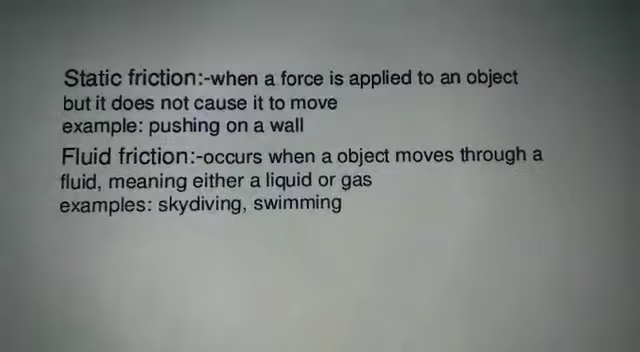 Static friction:-when a force is applied to an object
but it does not cause it to move
example: pushing on a wall
Fluid friction:-occurs when a object moves through a
fluid, meaning either a liquid or gas
examples: skydiving, swimming